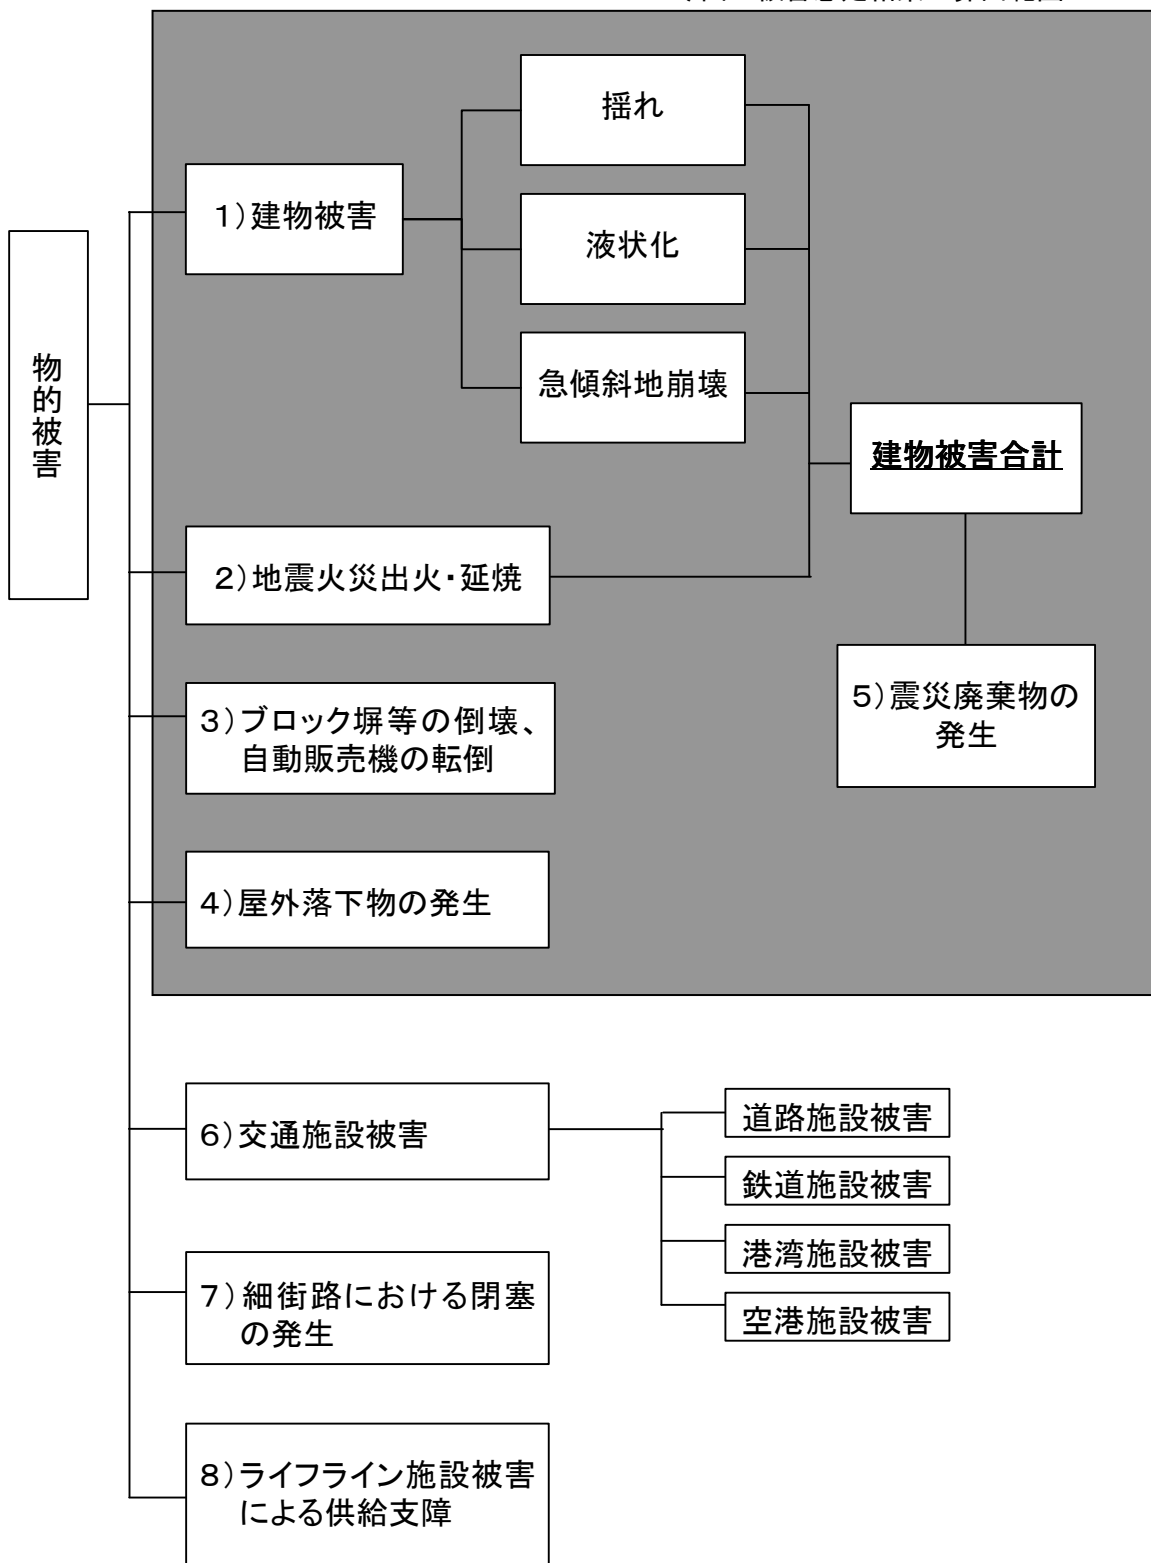 揺れ
1)建物被害
液状化
物的被害
急傾斜地崩壊
建物被害合計
2)地震火災出火・延焼
5)震災廃棄物の
発生
3)ブロック塀等の倒壊、
自動販売機の転倒
4)屋外落下物の発生
6)交通施設被害
道路施設被害
鉄道施設被害
港湾施設被害
空港施設被害
7)細街路における閉塞
の発生
8)ライフライン施設被害
による供給支障